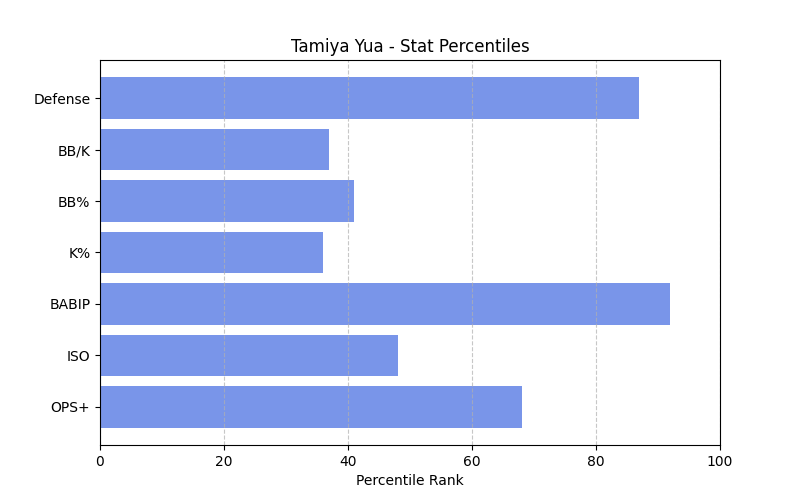 Tamiya Yua - Stat Percentiles
Defense
BB/K
BB%
K%
BABIP
ISO
OPS+
0 20 40 60 80 100
Percentile Rank